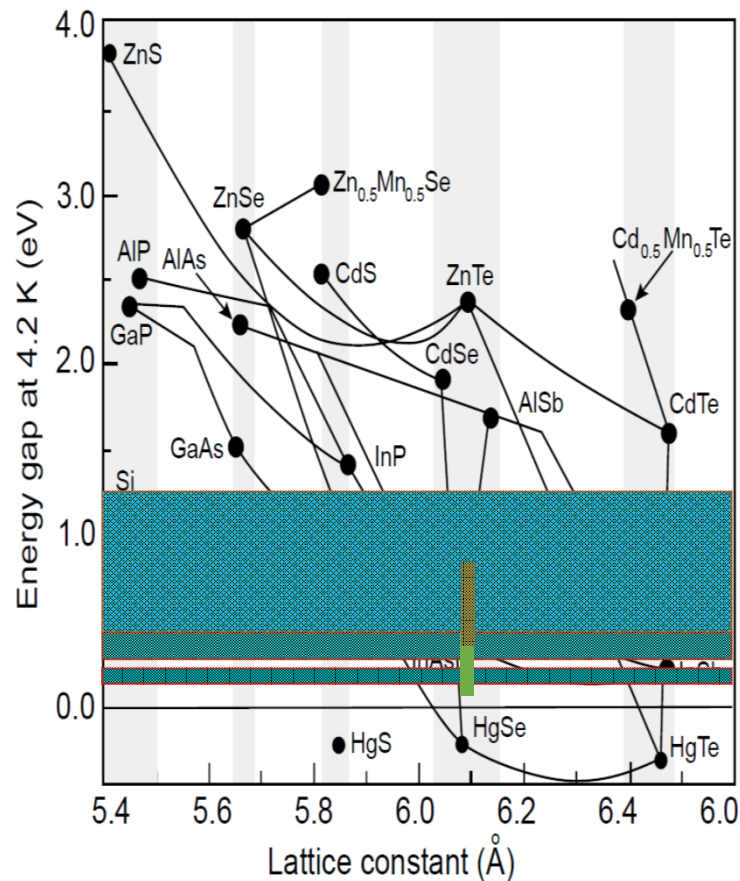 4.0
ZnS
Zn0.5Mn0.5Se
3.0
ZnSe
Cd0.5Mn0.5Te
AlP
AlAs
CdS
ZnTe
GaP
2.0
CdSe
AlSb
CdTe
GaAs
InP
Si
1.0
0.0
HgS
HgSe
HgTe
5.4 5.6 5.8 6.0 6.2 6.4 6.0
Lattice constant (Å)
Energy gap at 4.2 K (eV)